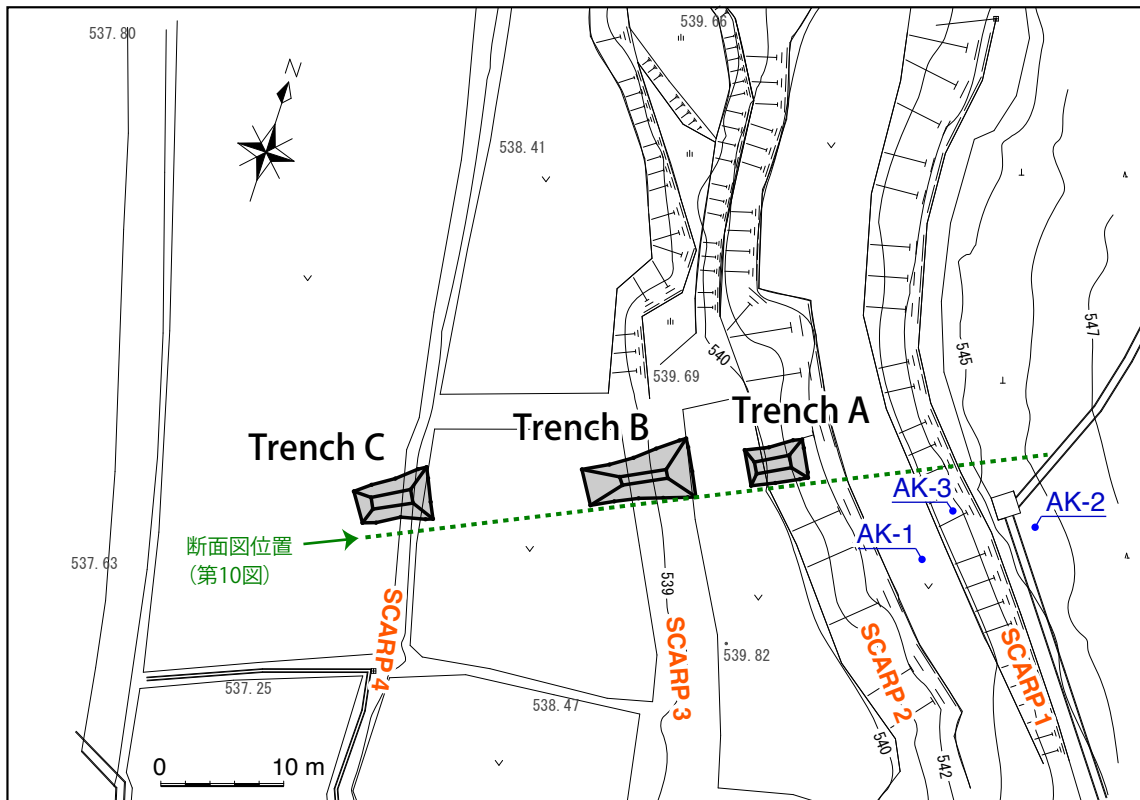 537.80
539.66
N
538.41
540
539.69
545
547
Trench A
Trench B
Trench C
AK-3
AK-2
AK-1
断面図位置
(第10図)
537.63
539
SCARP 4
SCARP 3
SCARP 2
SCARP 1
539.82
537.25
538.47
540
542
0 10 m